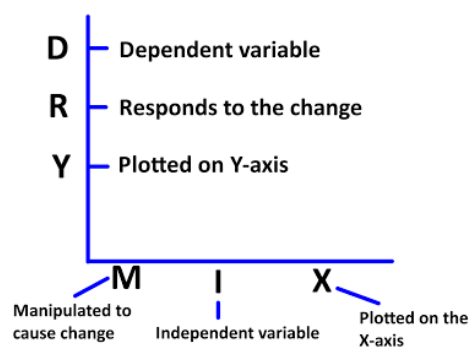 D Dependent variable
R Responds to the change
Y Plotted on Y-axis
M I X
Manipulated to
cause change
Independent variable
Plotted on the
X-axis